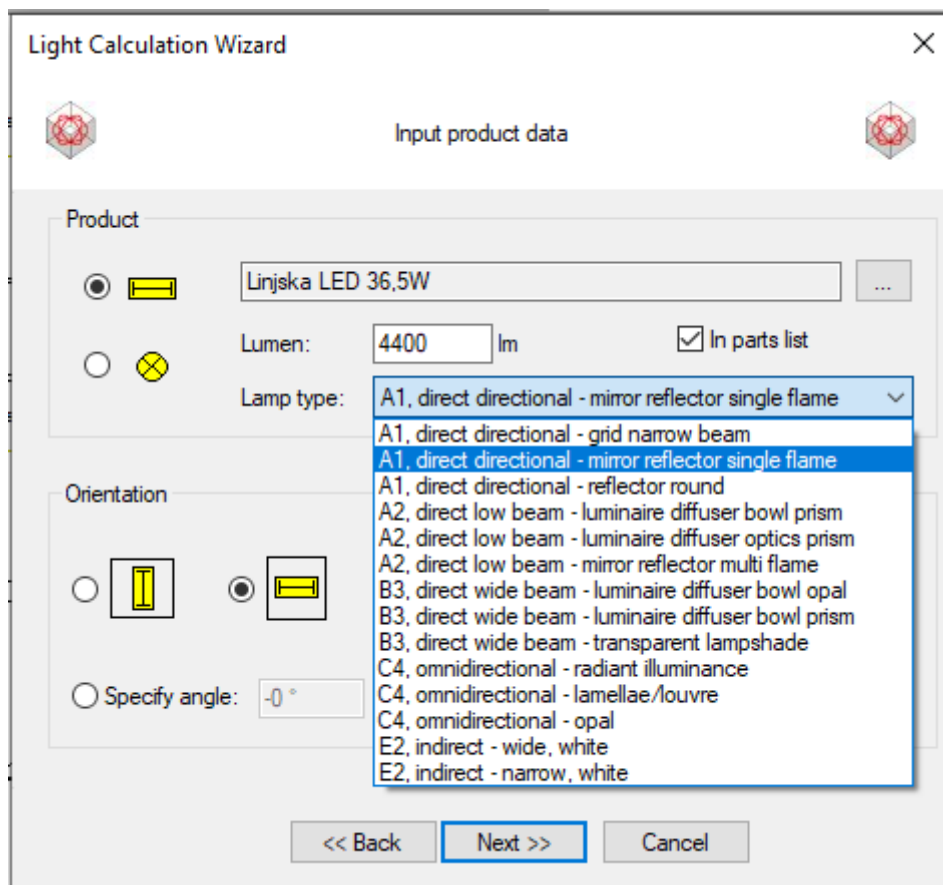 Light Calculation Wizard
Input product data
Product
Linjska LED 36,5W
...
Lumen:
4400
lm
In parts list
Lamp type:
A1, direct directional - mirror reflector single flame
A1, direct directional - grid narrow beam
A1, direct directional - mirror reflector single flame
A1, direct directional - reflector round
A2, direct low beam - luminaire diffuser bowl prism
A2, direct low beam - luminaire diffuser optics prism
A2, direct low beam - mirror reflector multi flame
B3, direct wide beam - luminaire diffuser bowl opal
B3, direct wide beam - luminaire diffuser bowl prism
B3, direct wide beam - transparent lampshade
C4, omnidirectional - radiant illuminance
C4, omnidirectional - lamellae/louvre
C4, omnidirectional - opal
E2, indirect - wide, white
E2, indirect - narrow, white
Orientation
Specify angle:
-0 °
<< Back
Next >>
Cancel